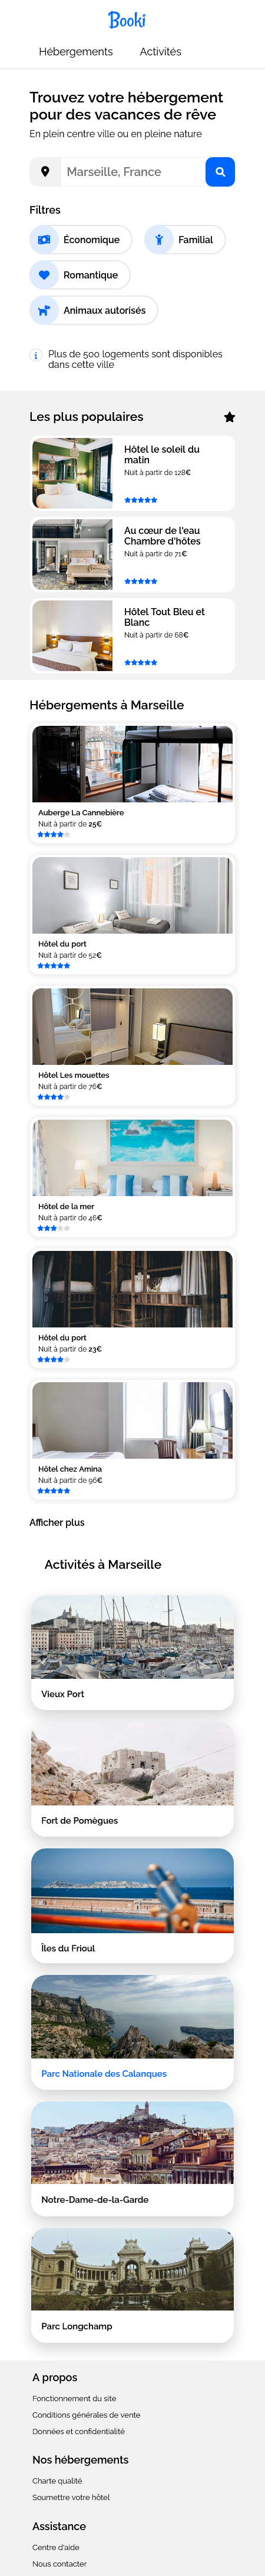 Booki
Hébergements Activités
Trouvez votre hébergement
pour des vacances de rêve
En plein centre ville ou en pleine nature
Marseille, France
Filtres
Économique Familial
Romantique
Animaux autorisés
Plus de 500 logements sont disponibles
dans cette ville
Les plus populaires
Hôtel le soleil du
matin
Nuit à partir de 128€
Au cœur de l'eau
Chambre d'hôtes
Nuit à partir de 71€
Hôtel Tout Bleu et
Blanc
Nuit à partir de 68€
Hébergements à Marseille
Auberge La Cannebière
Nuit à partir de 25€
Hôtel du port
Nuit à partir de 52€
Hôtel Les mouettes
Nuit à partir de 76€
Hôtel de la mer
Nuit à partir de 46€
Hôtel du port
Nuit à partir de 23€
Hôtel chez Amina
Nuit à partir de 96€
Afficher plus
Activités à Marseille
Vieux Port
Fort de Pomègues
Îles du Frioul
Parc Nationale des Calanques
Notre-Dame-de-la-Garde
Parc Longchamp
A propos
Fonctionnement du site
Conditions générales de vente
Données et confidentialité
Nos hébergements
Charte qualité
Soumettre votre hôtel
Assistance
Centre d'aide
Nous contacter